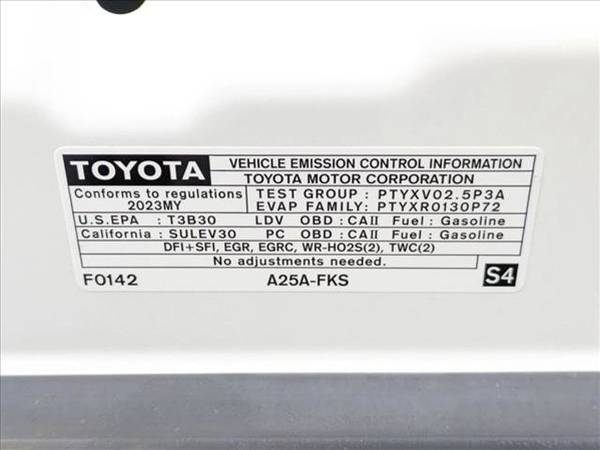 TOYOTA
VEHICLE EMISSION CONTROL INFORMATION
TOYOTA MOTOR CORPORATION
Conforms to regulations
2023MY
TEST GROUP : PTYXV02.5P3A
EVAP FAMILY: PTYXR0130P72
U.S.EPA : T3B30 LDV OBD : CAII Fuel : Gasoline
California : SULEV30 PC OBD : CAII Fuel : Gasoline
DFI+SFI, EGR, EGRC, WR-HO2S(2), TWC(2)
No adjustments needed.
F0142 A25A-FKS S4